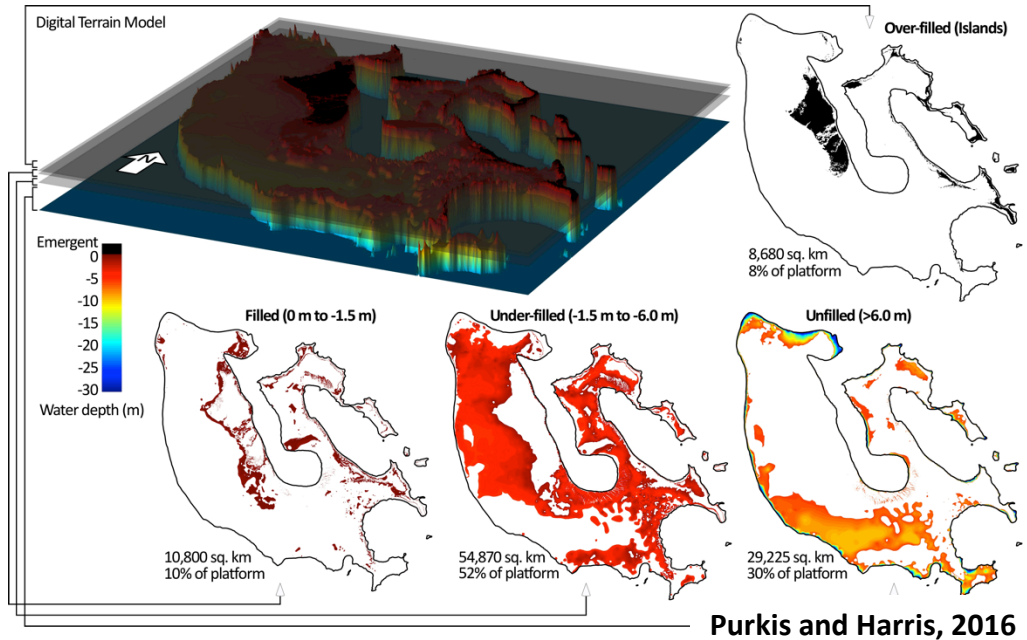 Digital Terrain Model
Over-filled (Islands)
N
8,680 sq. km
8% of platform
Emergent
0
-5
-10
-15
-20
-25
-30
Water depth (m)
Filled (0 m to -1.5 m)
10,800 sq. km
10% of platform
Under-filled (-1.5 m to -6.0 m)
54,870 sq. km
52% of platform
Unfilled (>6.0 m)
29,225 sq. km
30% of platform
Purkis and Harris, 2016